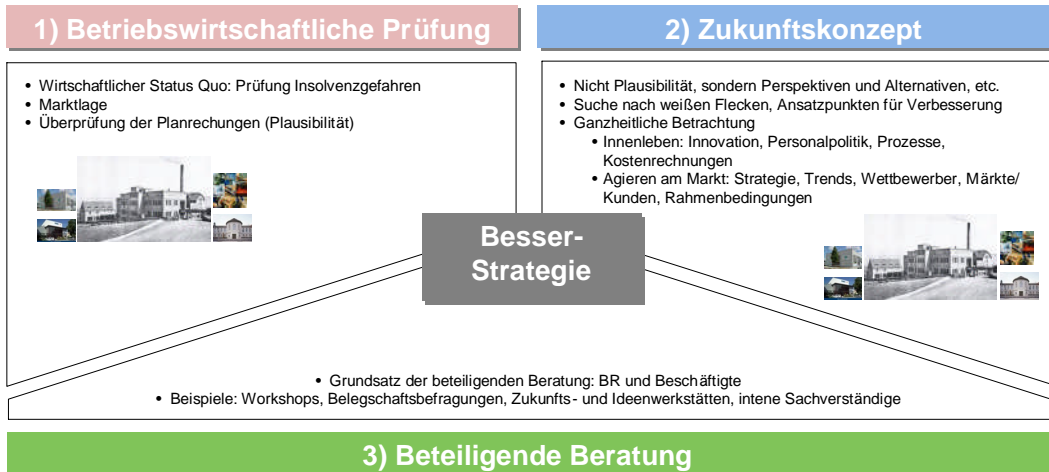 1) Betriebswirtschaftliche Prüfung
• Wirtschaftlicher Status Quo: Prüfung Insolvenzgefahren
• Marktlage
• Überprüfung der Planrechungen (Plausibilität)
2) Zukunftskonzept
• Nicht Plausibilität, sondern Perspektiven und Alternativen, etc.
• Suche nach weißen Flecken, Ansatzpunkten für Verbesserung
• Ganzheitliche Betrachtung
• Innenleben: Innovation, Personalpolitik, Prozesse,
Kostenrechnungen
• Agieren am Markt: Strategie, Trends, Wettbewerber, Märkte/
Kunden, Rahmenbedingungen
Besser-
Strategie
• Grundsatz der beteiligenden Beratung: BR und Beschäftigte
• Beispiele: Workshops, Belegschaftsbefragungen, Zukunfts- und Ideenwerkstätten, intene Sachverständige
3) Beteiligende Beratung